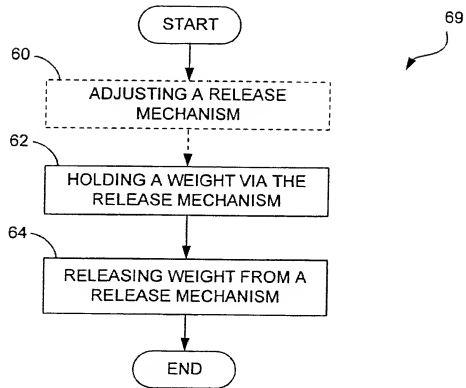 START
69
60
ADJUSTING A RELEASE
MECHANISM
62
HOLDING A WEIGHT VIA THE
RELEASE MECHANISM
64
RELEASING WEIGHT FROM A
RELEASE MECHANISM
END